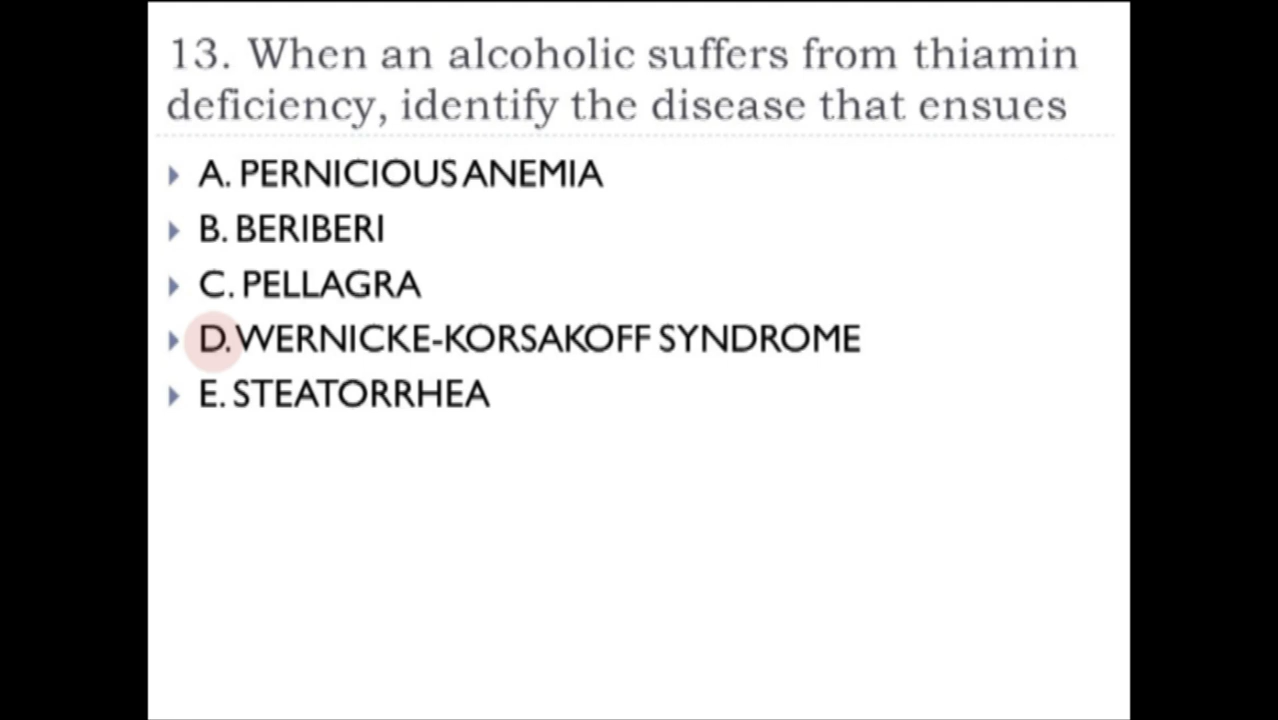 13. When an alcoholic suffers from thiamin
deficiency, identify the disease that ensues
A. PERNICIOUS ANEMIA
B. BERIBERI
C. PELLAGRA
D. WERNICKE-KORSAKOFF SYNDROME
E. STEATORRHEA